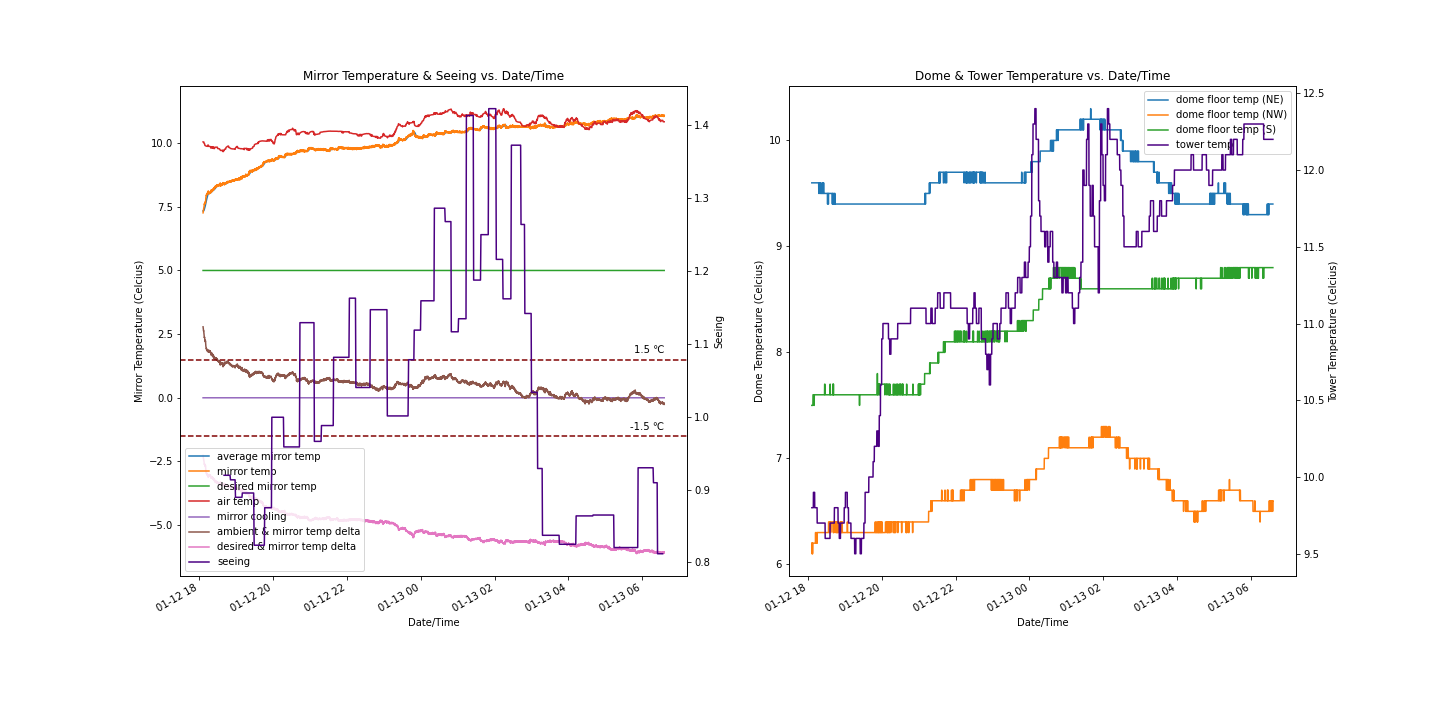 Mirror Temperature & Seeing vs. Date/Time
Mirror Temperature (Celcius)
10.0
7.5
5.0
2.5
0.0
−2.5
−5.0
1.5 ℃
-1.5 ℃
average mirror temp
mirror temp
desired mirror temp
air temp
mirror cooling
ambient & mirror temp delta
desired & mirror temp delta
seeing
1.4
1.3
1.2
1.1
1.0
0.9
0.8
Seeing
01-12 18
01-12 20
01-12 22
01-13 00
01-13 02
01-13 04
01-13 06
Date/Time
Dome & Tower Temperature vs. Date/Time
Dome Temperature (Celcius)
10
9
8
7
6
dome floor temp (NE)
dome floor temp (NW)
dome floor temp (S)
tower temp
12.5
12.0
11.5
11.0
10.5
10.0
9.5
Tower Temperature (Celcius)
01-12 18
01-12 20
01-12 22
01-13 00
01-13 02
01-13 04
01-13 06
Date/Time